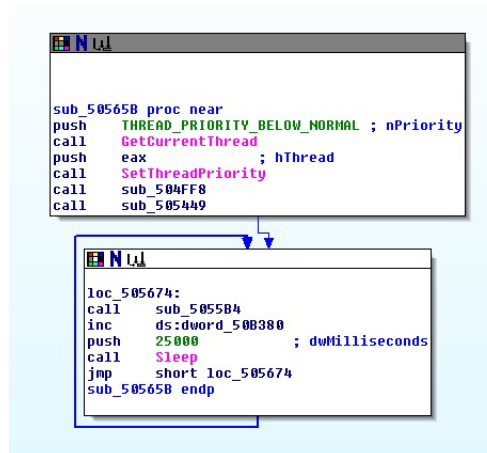 sub_50565B proc near
push THREAD_PRIORITY_BELOW_NORMAL ; nPriority
call GetCurrentThread
push eax ; hThread
call SetThreadPriority
call sub_504FF8
call sub_505449
loc_505674:
call sub_5055B4
inc ds:dword_50B380
push 25000 ; dwMilliseconds
call Sleep
jmp short loc_505674
sub_50565B endp